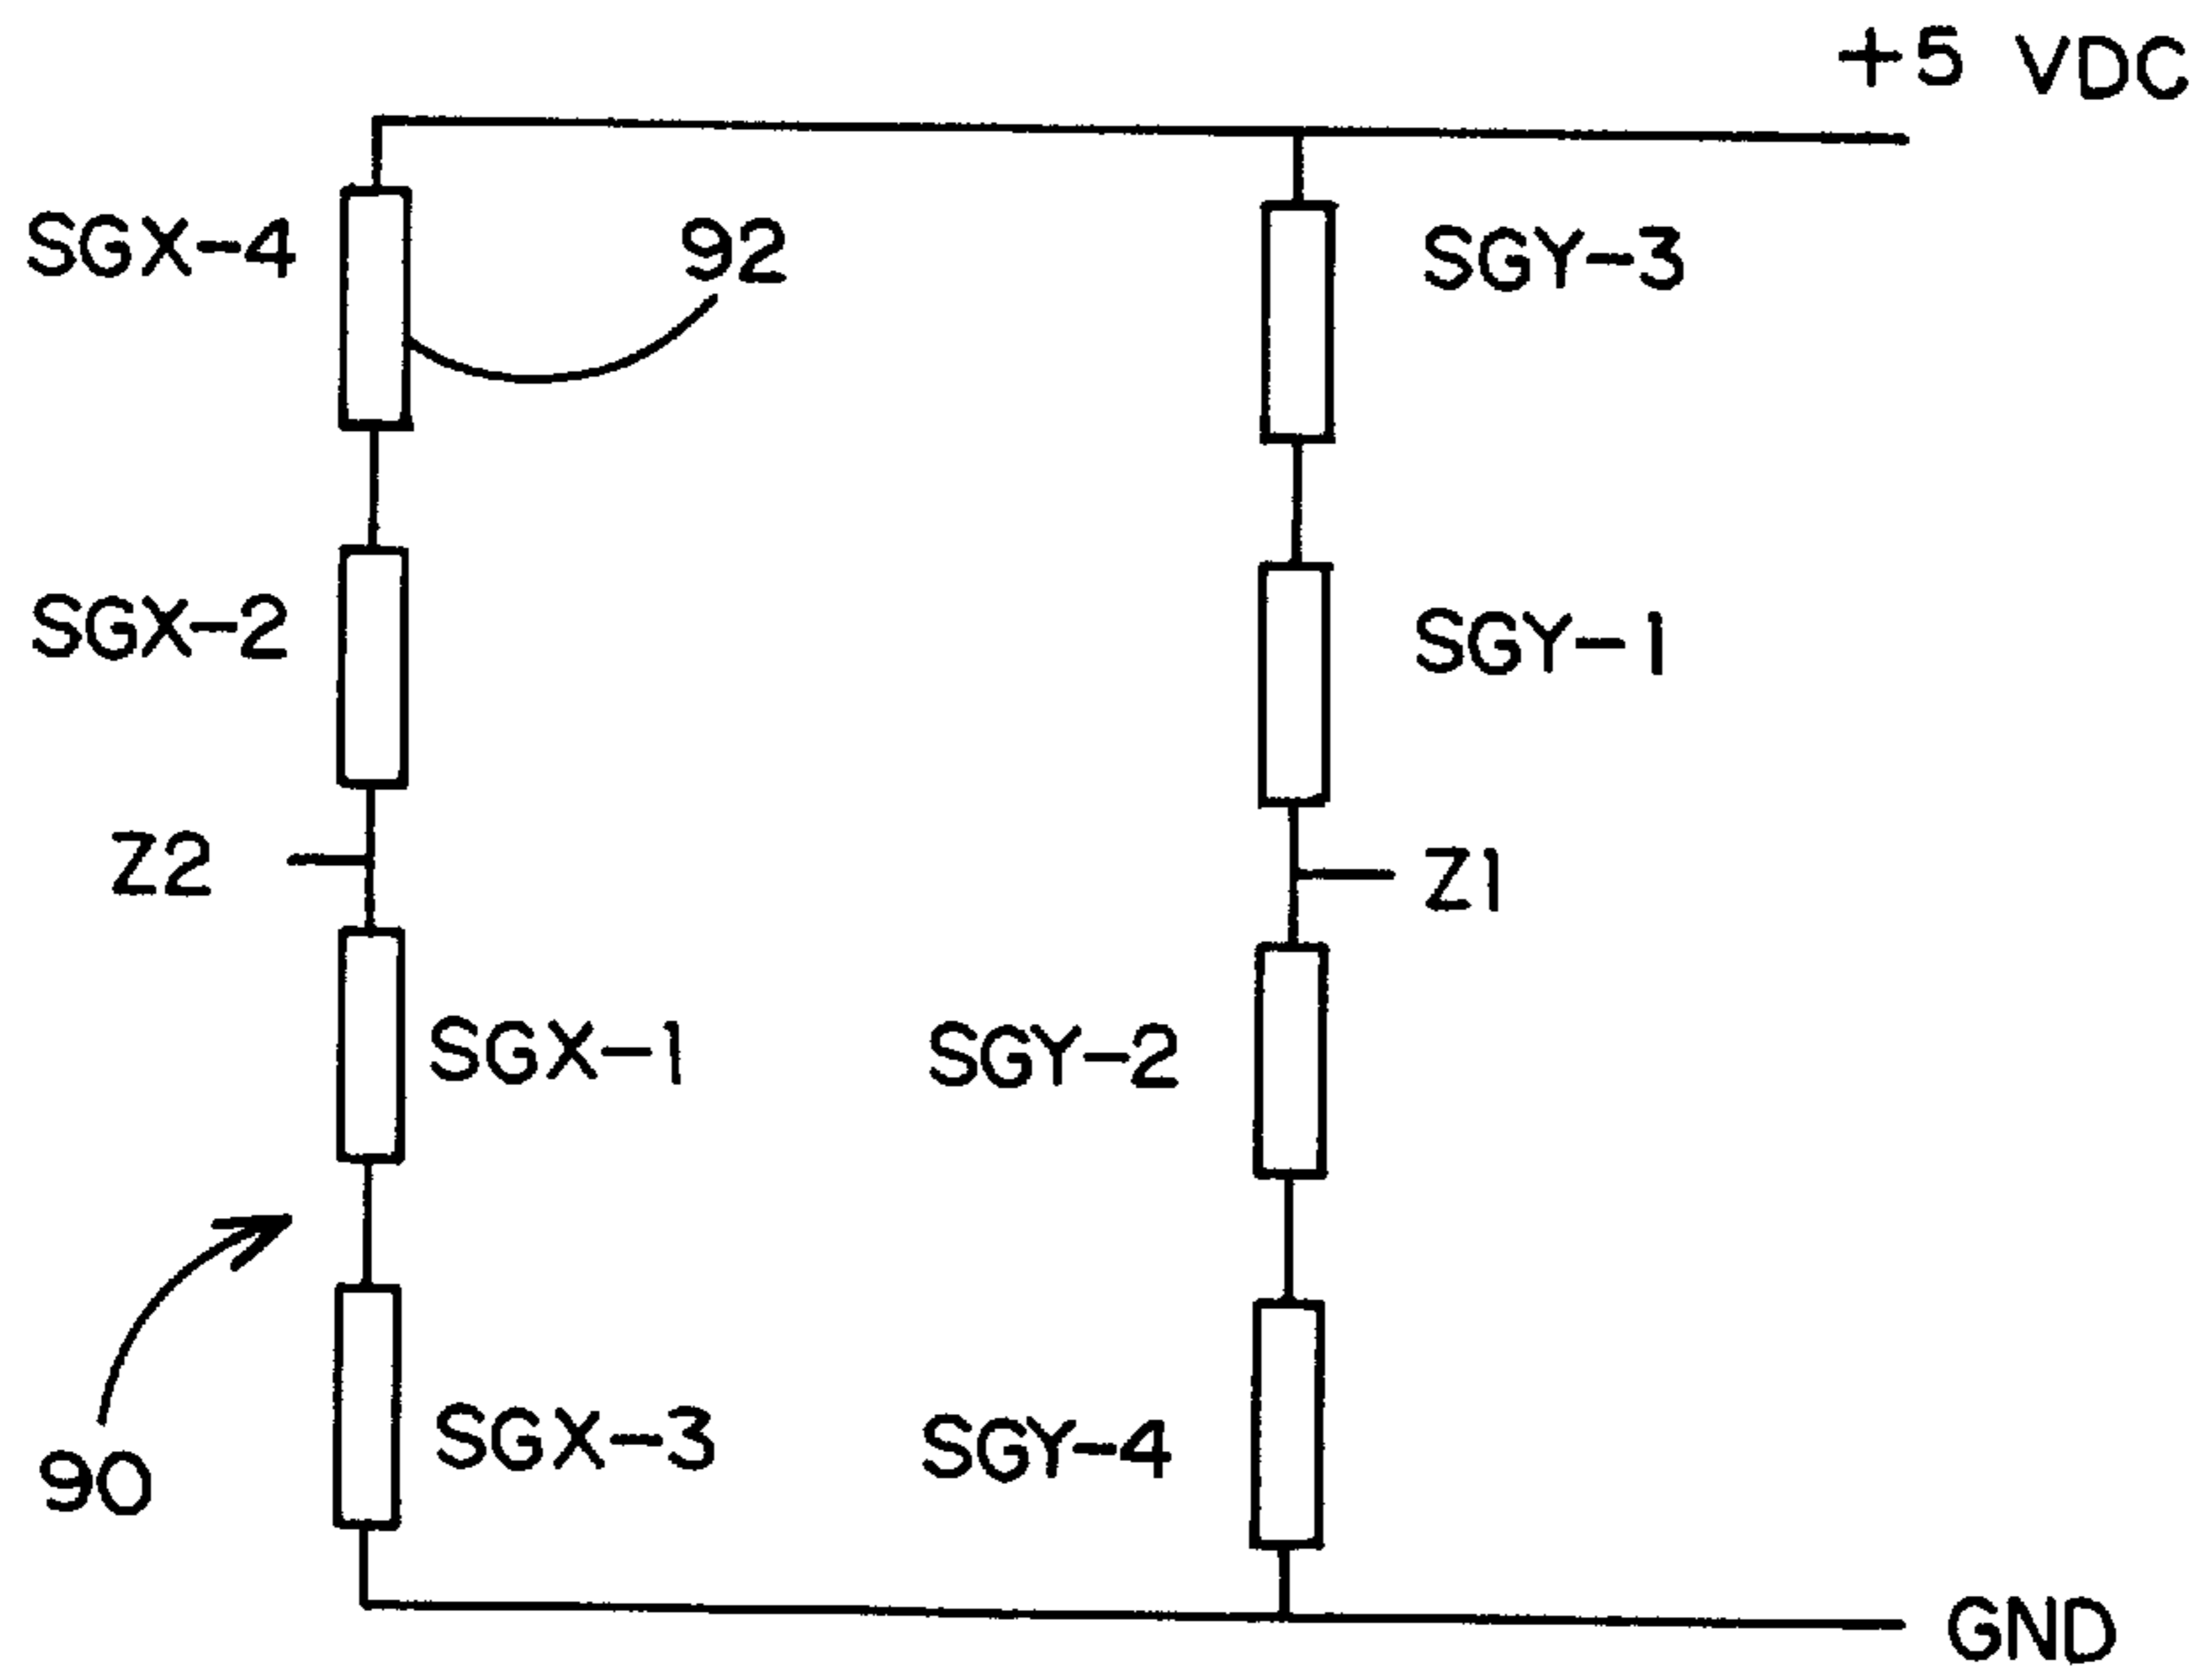 +5 VDC
SGX-4
92
SGY-3
SGX-2
SGY-1
Z2
Z1
SGX-1
SGY-2
SGX-3
SGY-4
90
GND